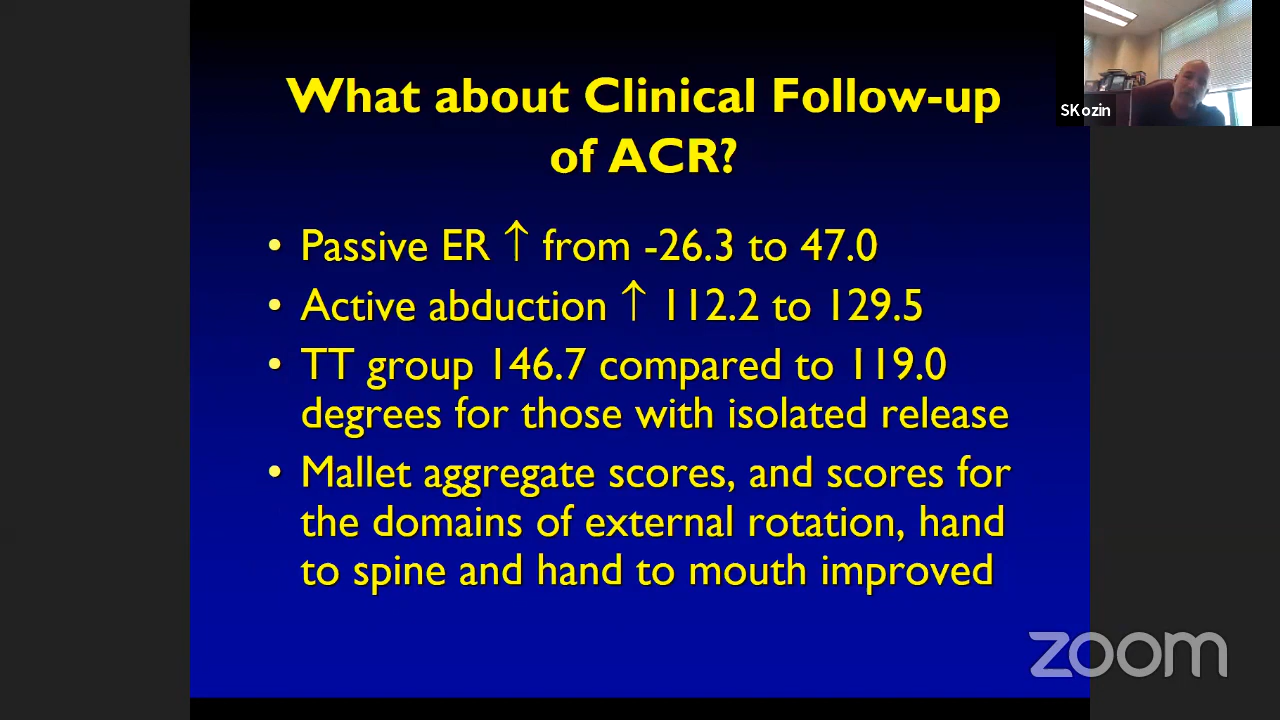 What about Clinical Follow-up
of ACR?
SKozin
• Passive ER ↑ from -26.3 to 47.0
• Active abduction ↑ 112.2 to 129.5
• TT group 146.7 compared to 119.0
degrees for those with isolated release
• Mallet aggregate scores, and scores for
the domains of external rotation, hand
to spine and hand to mouth improved
zoom